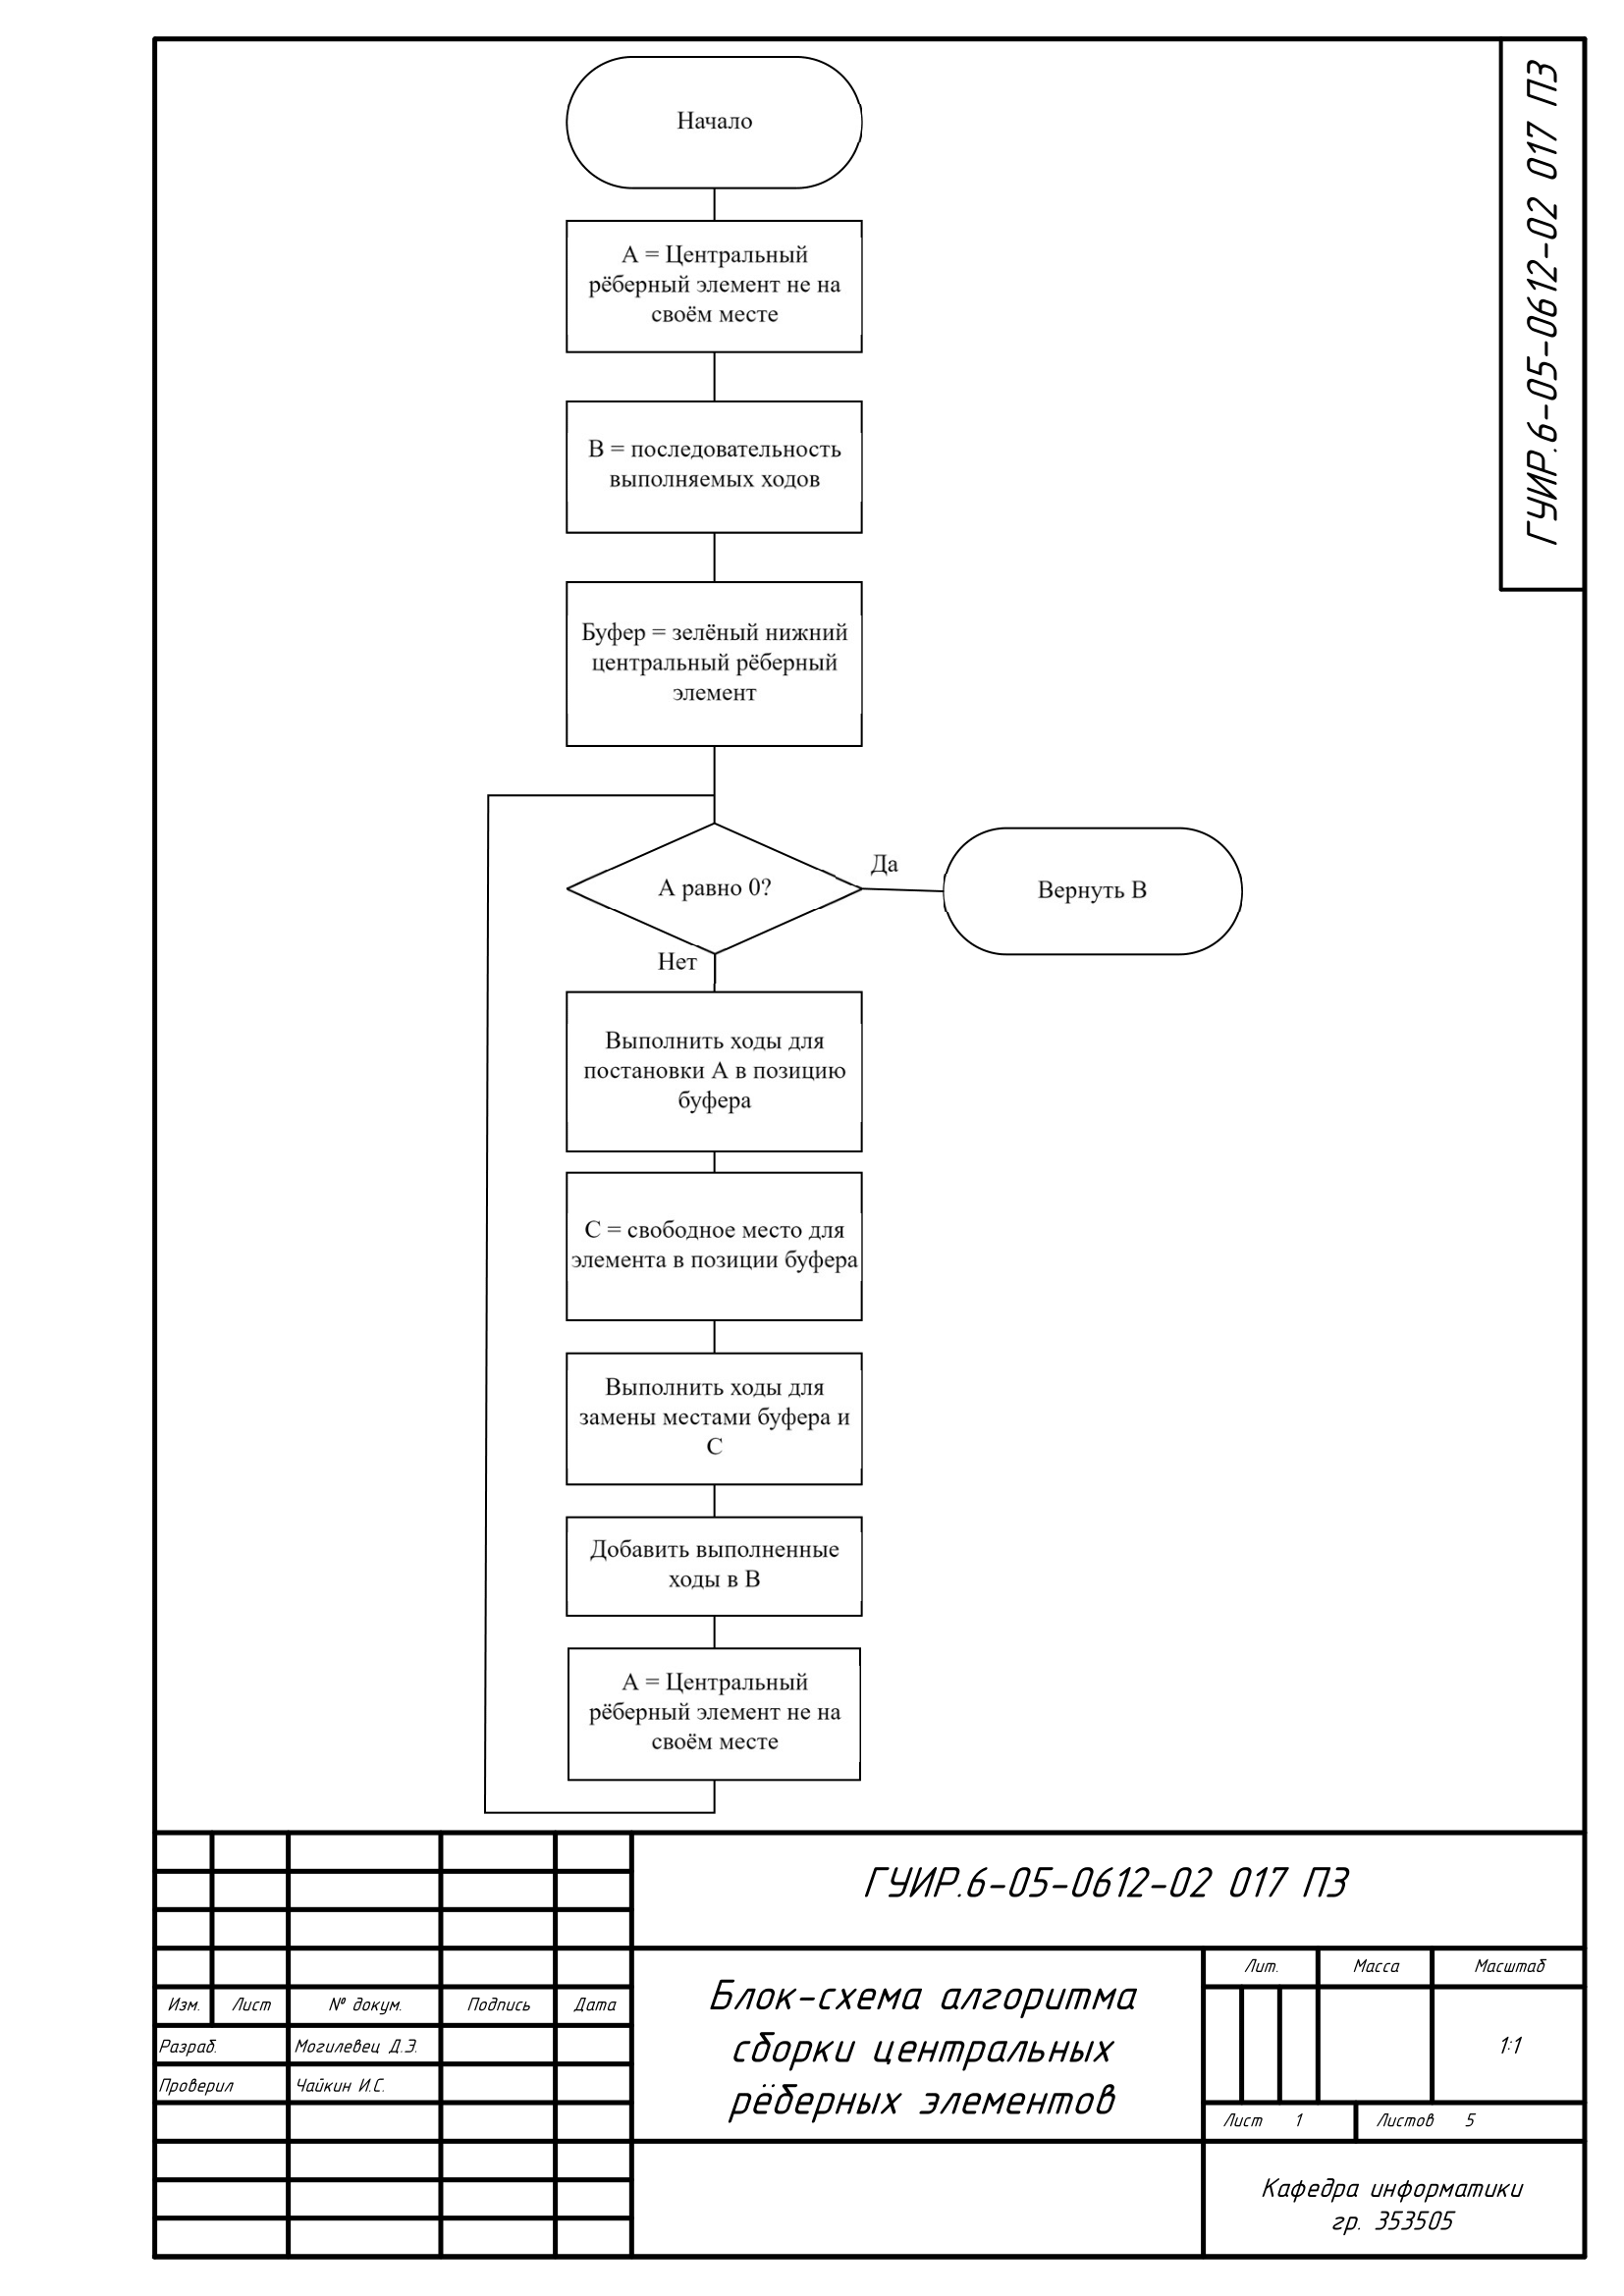 ГУИР.6-05-0612-02 017 ПЗ
Начало
А = Центральный
рёберный элемент не на
своём месте
В = последовательность
выполняемых ходов
Буфер = зелёный нижний
центральный рёберный
элемент
А равно 0?
Да
Вернуть В
Нет
Выполнить ходы для
постановки А в позицию
буфера
С = свободное место для
элемента в позиции буфера
Выполнить ходы для
замены местами буфера и
С
Добавить выполненные
ходы в В
А = Центральный
рёберный элемент не на
своём месте
ГУИР.6-05-0612-02 017 ПЗ
Изм. Лист № докум. Подпись Дата
Разраб. Могилевец Д.Э.
Проверил Чайкин И.С.
Блок-схема алгоритма
сборки центральных
рёберных элементов
Лит. Масса Масштаб
1:1
Лист 1 Листов 5
Кафедра информатики
гр. 353505